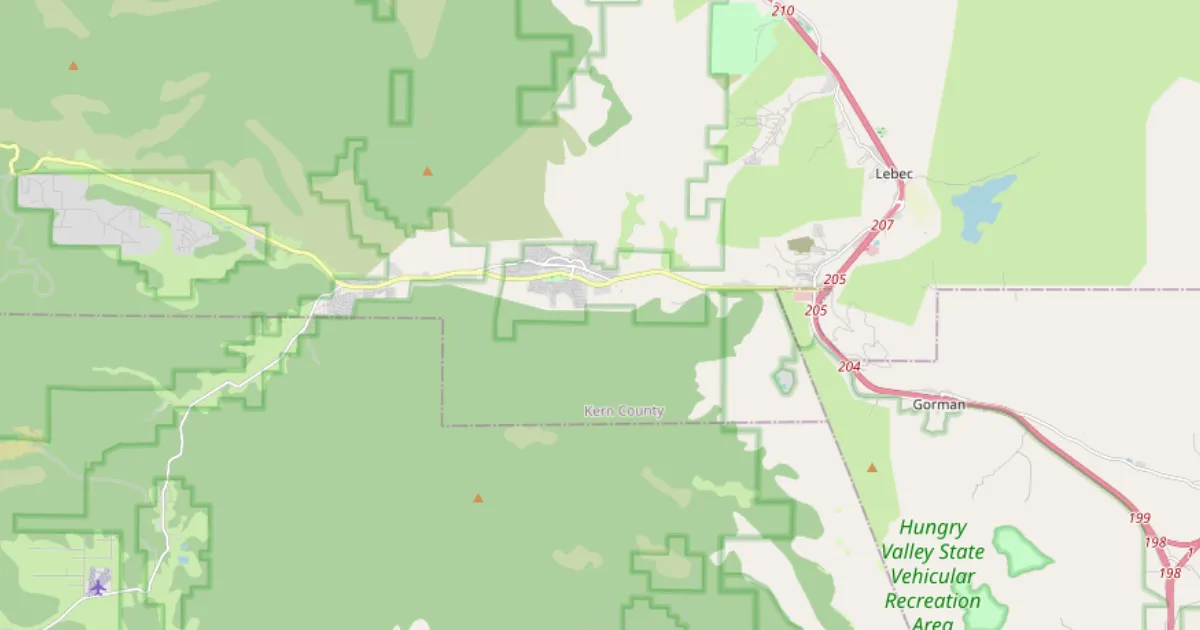 210
Lebec
207
205
205
204
Kern County
Gorman
199
198
198
Hungry
Valley State
Vehicular
Recreation
Area